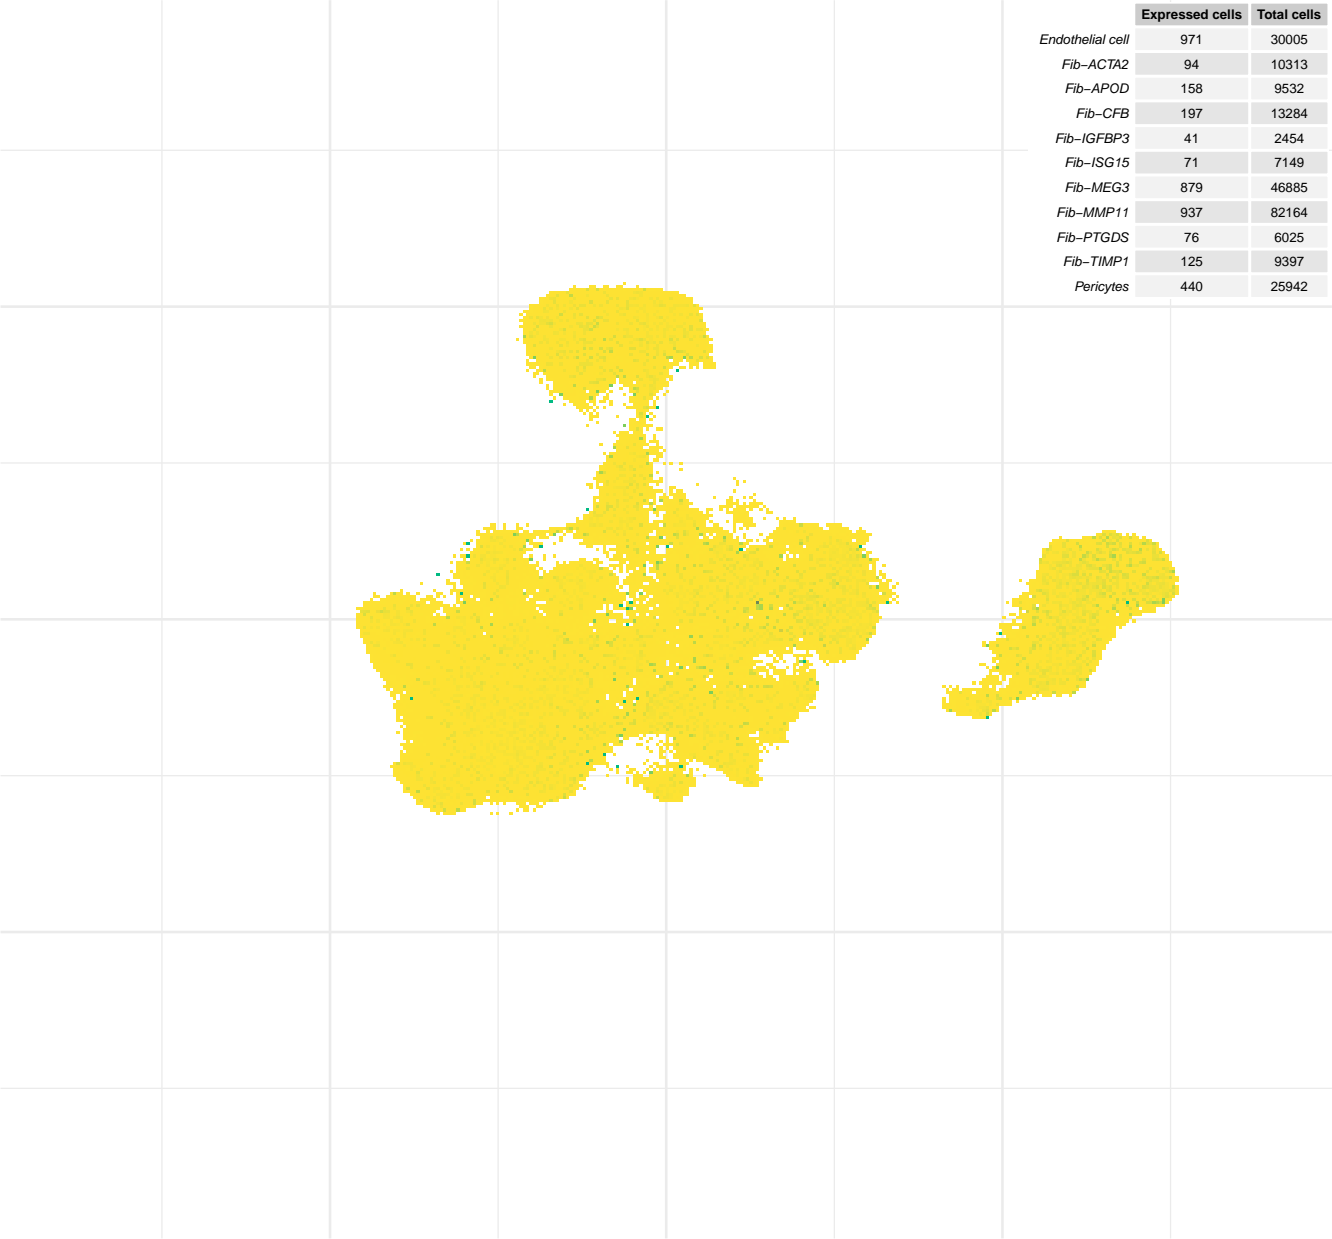 Expressed cells Total cells
Endothelial cell 971 30005
Fib−ACTA2 94 10313
Fib−APOD 158 9532
Fib−CFB 197 13284
Fib−IGFBP3 41 2454
Fib−ISG15 71 7149
Fib−MEG3 879 46885
Fib−MMP11 937 82164
Fib−PTGDS 76 6025
Fib−TIMP1 125 9397
Pericytes 440 25942